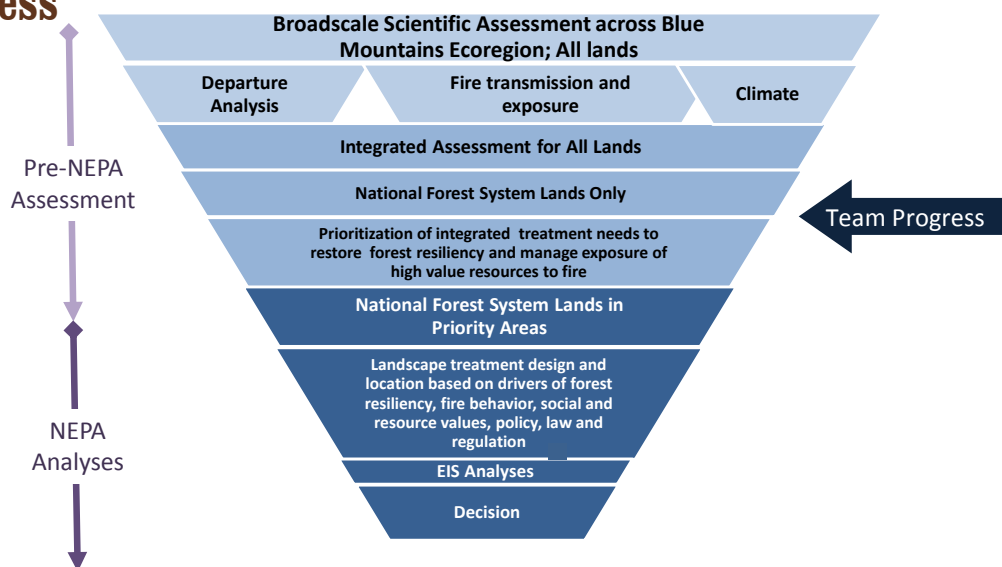 ess
Broadscale Scientific Assessment across Blue
Mountains Ecoregion; All lands
Departure
Analysis
Fire transmission and
exposure
Climate
Integrated Assessment for All Lands
Pre-NEPA
Assessment
National Forest System Lands Only
Team Progress
Prioritization of integrated treatment needs to
restore forest resiliency and manage exposure of
high value resources to fire
National Forest System Lands in
Priority Areas
Landscape treatment design and
location based on drivers of forest
resiliency, fire behavior, social and
resource values, policy, law and
regulation
NEPA
Analyses
EIS Analyses
Decision